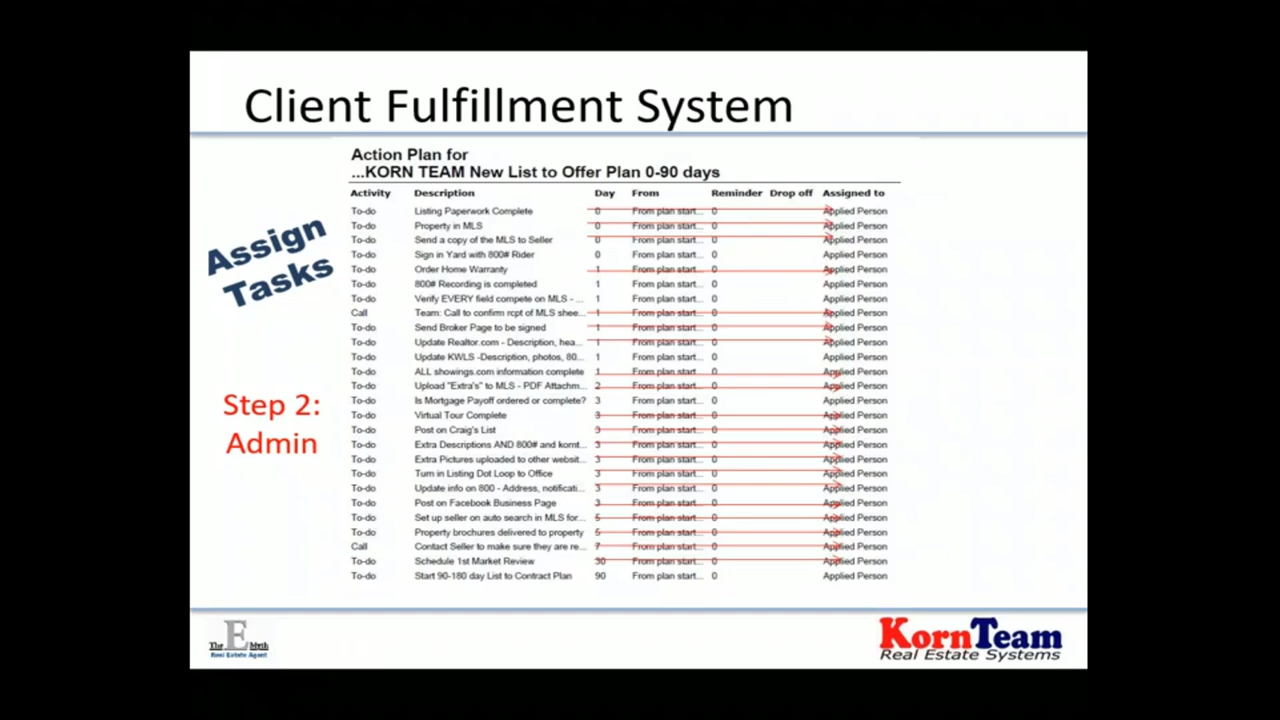 Client Fulfillment System
Action Plan for
...KORN TEAM New List to Offer Plan 0-90 days
Activity Description Day From Reminder Drop off Assigned to
To-do Listing Paperwork Complete 0 From plan start... 0 Applied Person
To-do Property in MLS 0 From plan start... 0 Applied Person
To-do Send a copy of the MLS to Seller 0 From plan start... 0 Applied Person
To-do Sign in Yard with 800# Rider 0 From plan start... 0 Applied Person
To-do Order Home Warranty 1 From plan start... 0 Applied Person
To-do 800# Recording is completed 1 From plan start... 0 Applied Person
To-do Verify EVERY field compete on MLS - ... 1 From plan start... 0 Applied Person
Call Team: Call to confirm rcpt of MLS shee... 1 From plan start... 0 Applied Person
To-do Send Broker Page to be signed 1 From plan start... 0 Applied Person
To-do Update Realtor.com - Description, hea... 1 From plan start... 0 Applied Person
To-do Update KWLS -Description, photos, 80... 1 From plan start... 0 Applied Person
To-do ALL showings.com information complete 1 From plan start... 0 Applied Person
To-do Upload "Extra's" to MLS - PDF Attachm... 2 From plan start... 0 Applied Person
To-do Is Mortgage Payoff ordered or complete? 3 From plan start... 0 Applied Person
To-do Virtual Tour Complete 3 From plan start... 0 Applied Person
To-do Post on Craig's List 3 From plan start... 0 Applied Person
To-do Extra Descriptions AND 800# and kornt... 3 From plan start... 0 Applied Person
To-do Extra Pictures uploaded to other websit... 3 From plan start... 0 Applied Person
To-do Turn in Listing Dot Loop to Office 3 From plan start... 0 Applied Person
To-do Update info on 800 - Address, notificati... 3 From plan start... 0 Applied Person
To-do Post on Facebook Business Page 3 From plan start... 0 Applied Person
To-do Set up seller on auto search in MLS for... 5 From plan start... 0 Applied Person
To-do Property brochures delivered to property 5 From plan start... 0 Applied Person
Call Contact Seller to make sure they are re... 7 From plan start... 0 Applied Person
To-do Schedule 1st Market Review 30 From plan start... 0 Applied Person
To-do Start 90-180 day List to Contract Plan 90 From plan start... 0 Applied Person
Assign
Tasks
Step 2:
Admin
The E Myth
Real Estate Agent
KornTeam
Real Estate Systems